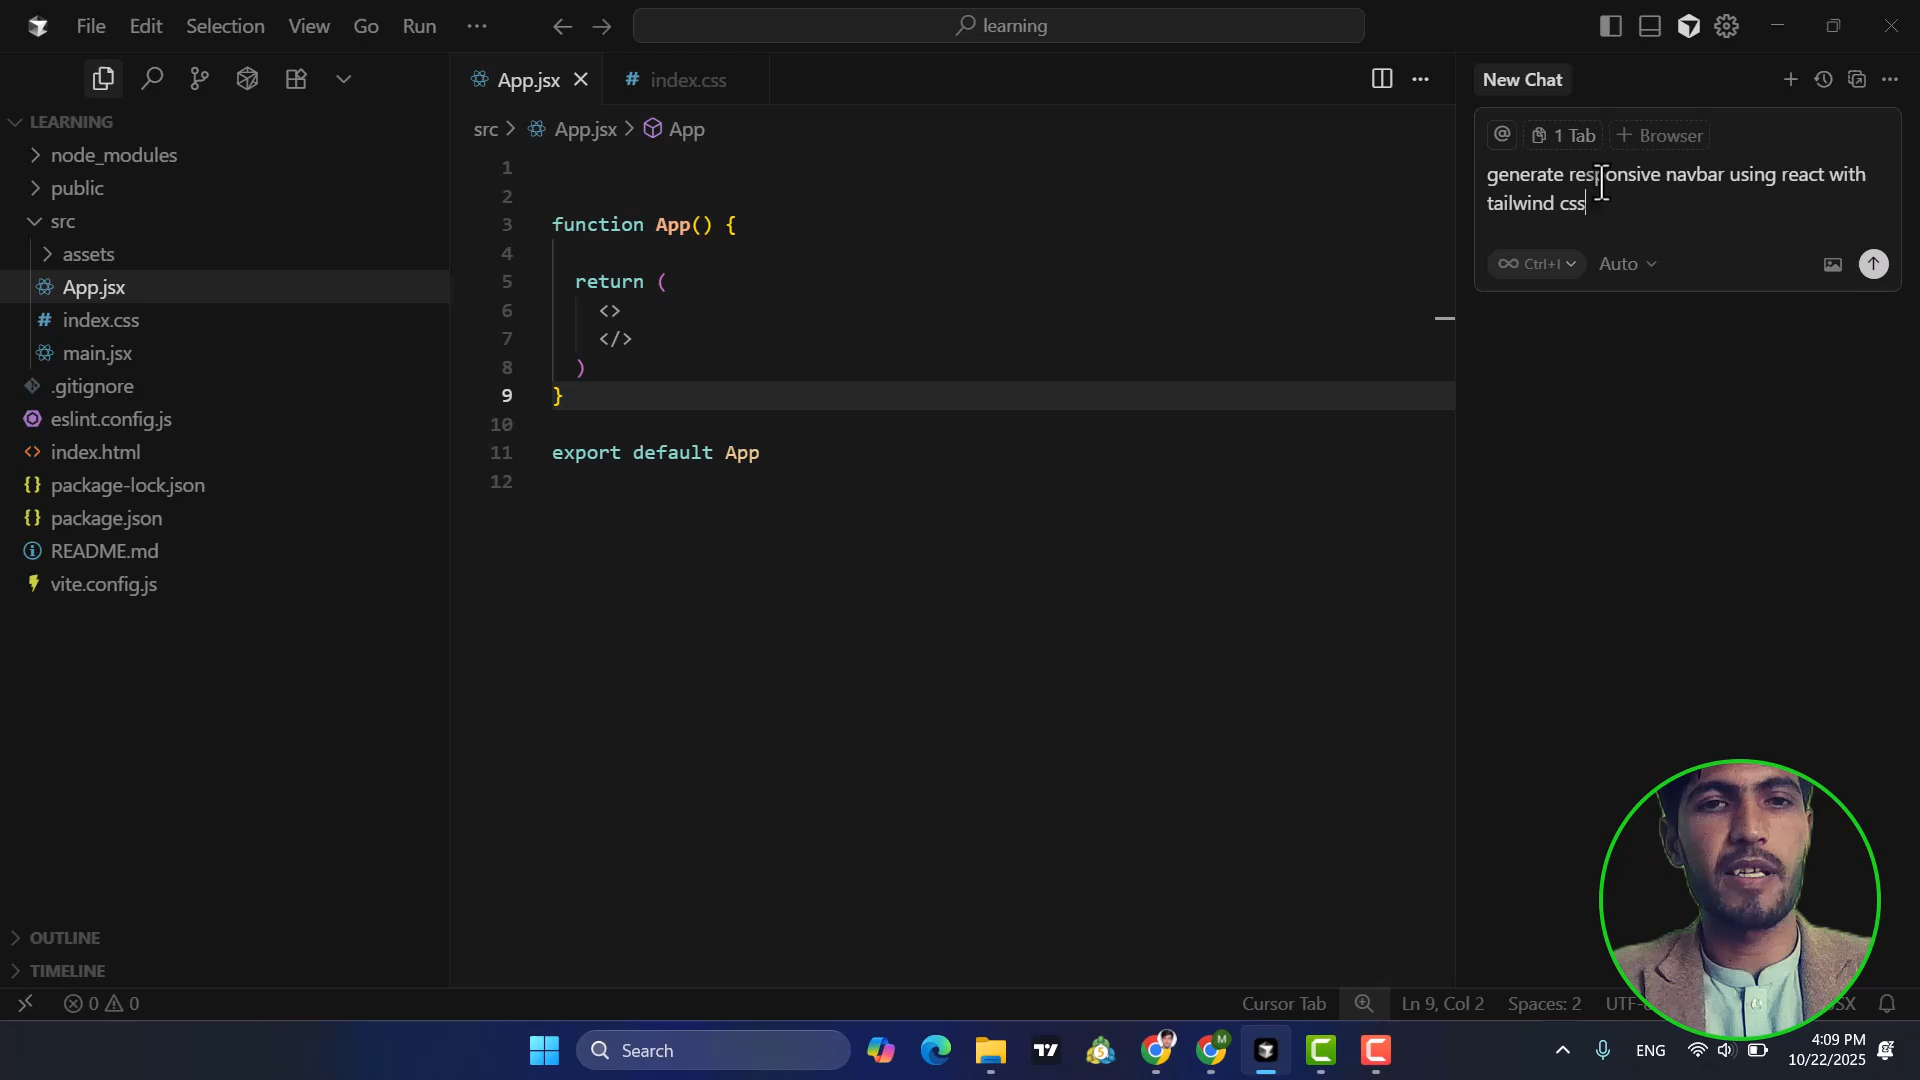 File Edit Selection View Go Run ···
learning
LEARNING
node_modules
public
src
assets
App.jsx
index.css
main.jsx
.gitignore
eslint.config.js
index.html
package-lock.json
package.json
README.md
vite.config.js
OUTLINE
TIMELINE
App.jsx
index.css
src > App.jsx > App
1
2
3 function App() {
4
5 return (
6 <>
7 </>
8 )
9 }
10
11 export default App
12
New Chat
@ 1 Tab + Browser
generate responsive navbar using react with
tailwind css
Ctrl+I Auto
0 0
Cursor Tab Ln 9, Col 2 Spaces: 2
Search
ENG
4:09 PM
10/22/2025